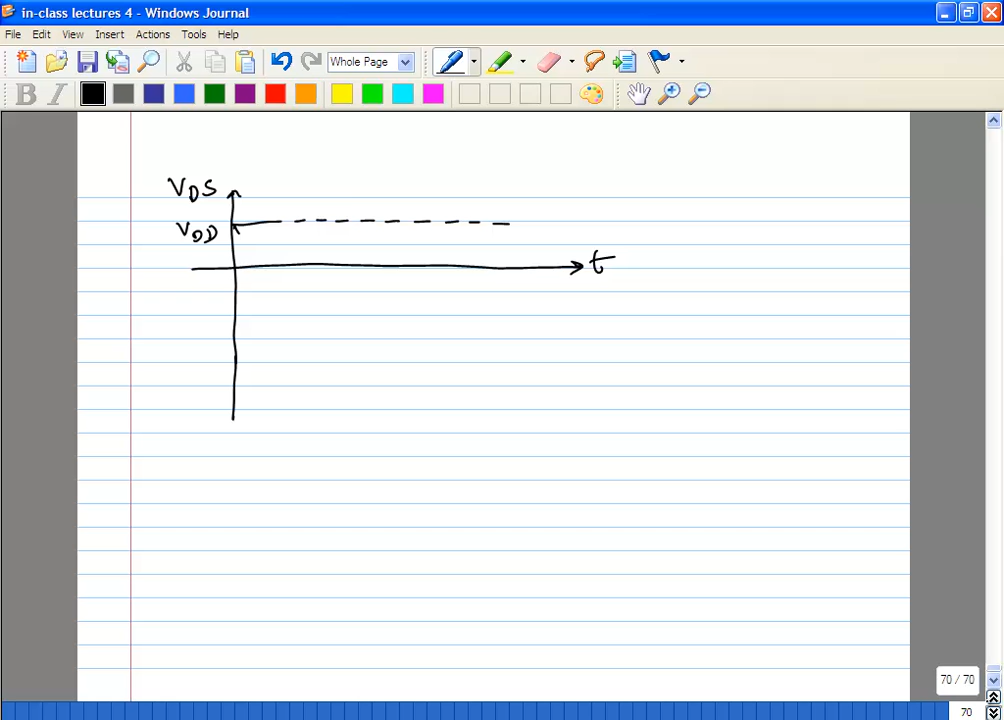 in-class lectures 4 - Windows Journal
File Edit View Insert Actions Tools Help
Whole Page
B I
VDS
VDD
t
70 / 70
70